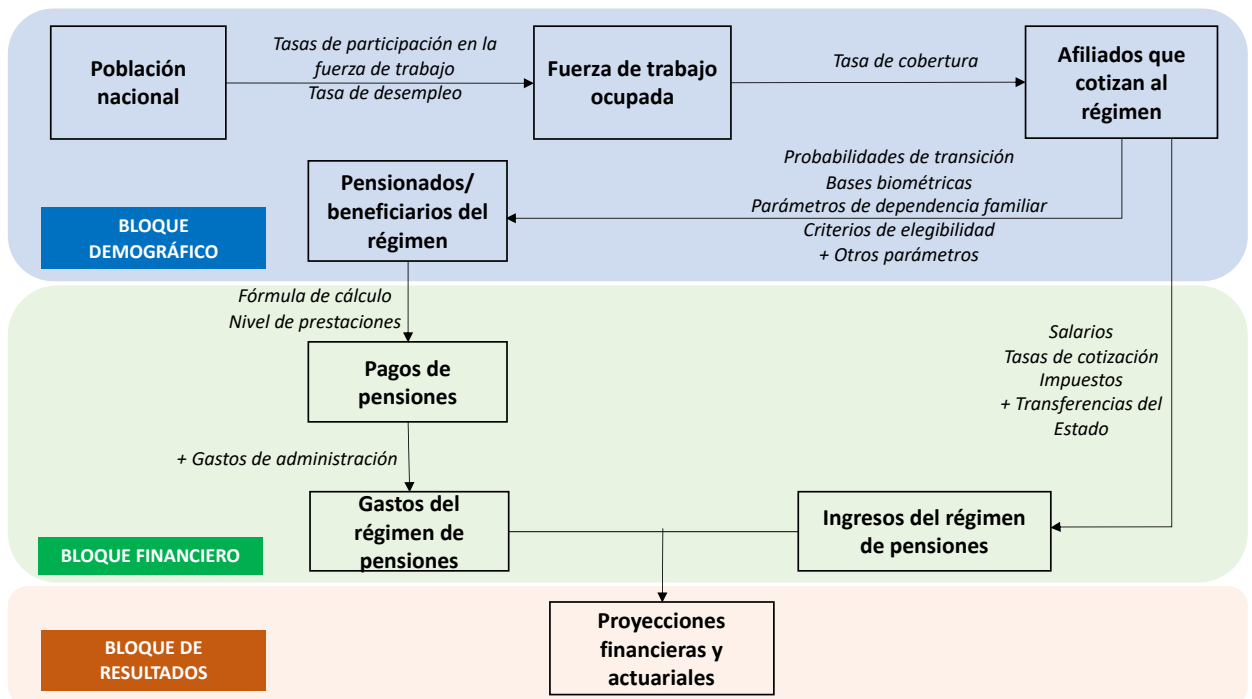 Población
nacional
Tasas de participación en la
fuerza de trabajo
Tasa de desempleo
Fuerza de trabajo
ocupada
Tasa de cobertura
Afiliados que
cotizan al
régimen
Probabilidades de transición
Bases biométricas
Parámetros de dependencia familiar
Criterios de elegibilidad
+ Otros parámetros
Pensionados/
beneficiarios del
régimen
BLOQUE
DEMOGRÁFICO
Fórmula de cálculo
Nivel de prestaciones
Pagos de
pensiones
Salarios
Tasas de cotización
Impuestos
+ Transferencias del
Estado
+ Gastos de administración
Gastos del
régimen de
pensiones
Ingresos del régimen
de pensiones
BLOQUE FINANCIERO
Proyecciones
financieras y
actuariales
BLOQUE DE
RESULTADOS